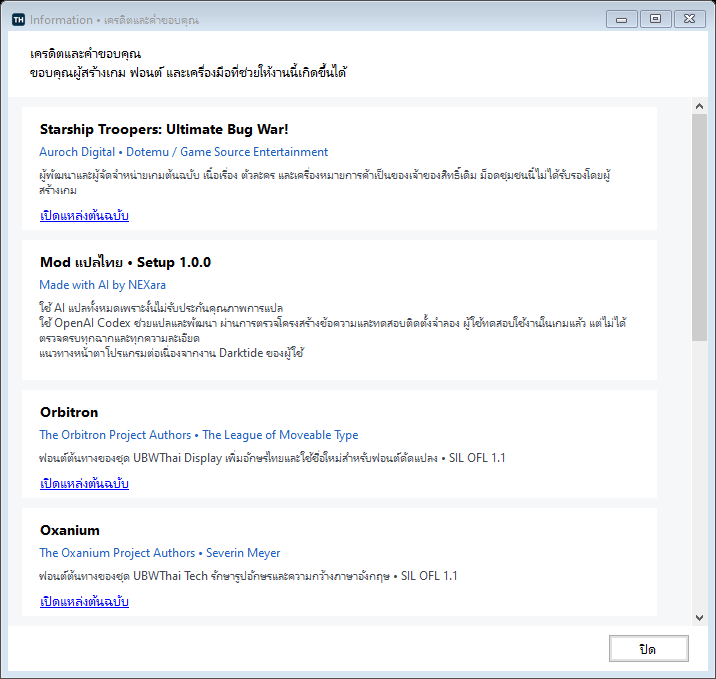 TH Information • เครดิตและคำขอบคุณ
เครดิตและคำขอบคุณ
ขอบคุณผู้สร้างเกม ฟอนต์ และเครื่องมือที่ช่วยให้งานนี้เกิดขึ้นได้
Starship Troopers: Ultimate Bug War!
Auroch Digital • Dotemu / Game Source Entertainment
ผู้พัฒนาและผู้จัดจำหน่ายเกมต้นฉบับ เนื้อเรื่อง ตัวละคร และเครื่องหมายการค้าเป็นของเจ้าของสิทธิ์เดิม ม็อดชุมชนนี้ไม่ได้รับรองโดยผู้
สร้างเกม
เปิดแหล่งต้นฉบับ
Mod แปลไทย • Setup 1.0.0
Made with AI by NEXara
ใช้ AI แปลทั้งหมดเพราะงั้นไม่รับประกันคุณภาพการแปล
ใช้ OpenAI Codex ช่วยแปลและพัฒนา ผ่านการตรวจโครงสร้างข้อความและทดสอบติดตั้งจำลอง ผู้ใช้ทดสอบใช้งานในเกมแล้ว แต่ไม่ได้
ตรวจครบทุกฉากและทุกความละเอียด
แนวทางหน้าตาโปรแกรมต่อเนื่องจากงาน Darktide ของผู้ใช้
Orbitron
The Orbitron Project Authors • The League of Moveable Type
ฟอนต์ต้นทางของชุด UBWThai Display เพิ่มอักษรไทยและใช้ชื่อใหม่สำหรับฟอนต์ดัดแปลง • SIL OFL 1.1
เปิดแหล่งต้นฉบับ
Oxanium
The Oxanium Project Authors • Severin Meyer
ฟอนต์ต้นทางของชุด UBWThai Tech รักษารูปอักษรและความกว้างภาษาอังกฤษ • SIL OFL 1.1
เปิดแหล่งต้นฉบับ
ปิด